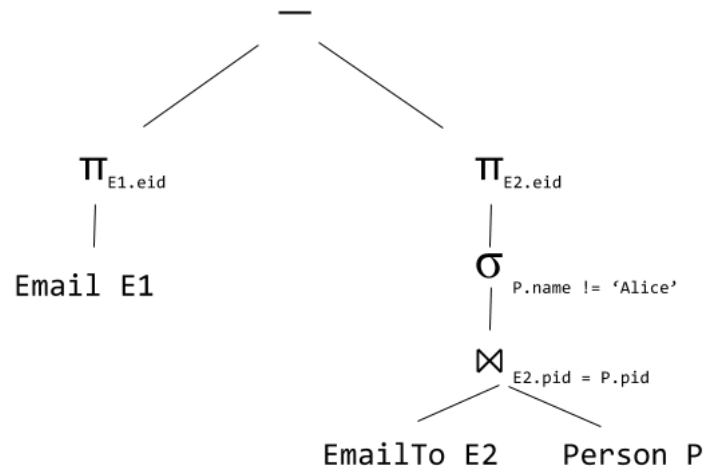 −
π E1.eid
π E2.eid
Email E1
σ P.name != ‘Alice’
⋈ E2.pid = P.pid
EmailTo E2
Person P